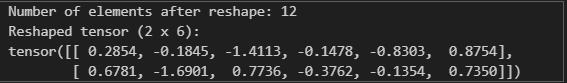 Number of elements after reshape: 12
Reshaped tensor (2 x 6):
tensor([[ 0.2854, -0.1845, -1.4113, -0.1478, -0.8303,  0.8754],
        [ 0.6781, -1.6901,  0.7736, -0.3762, -0.1354,  0.7350]])